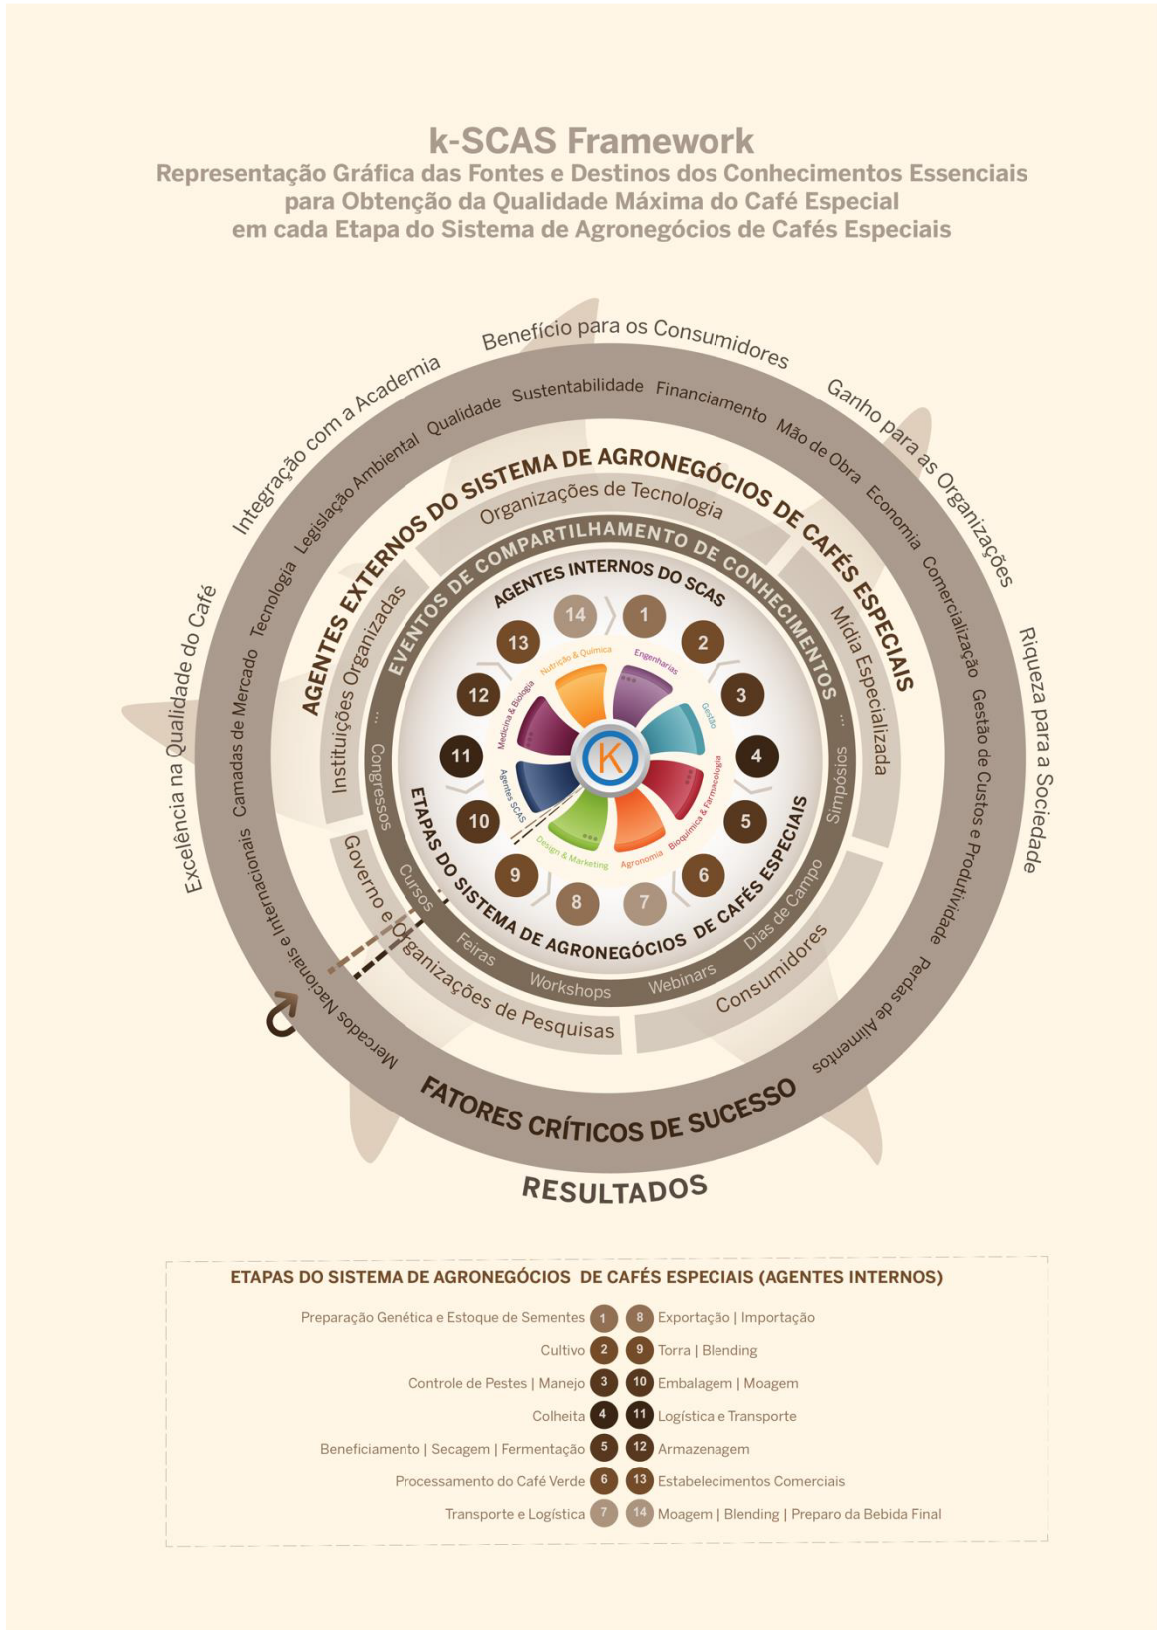 k-SCAS Framework
Representação Gráfica das Fontes e Destinos dos Conhecimentos Essenciais
para Obtenção da Qualidade Máxima do Café Especial
em cada Etapa do Sistema de Agronegócios de Cafés Especiais
Excelência na Qualidade do Café
Integração com a Academia
Benefício para os Consumidores
Ganho para as Organizações
Riqueza para a Sociedade
Mercados Nacionais e Internacionais
Camadas de Mercado
Tecnologia
Legislação Ambiental
Qualidade
Sustentabilidade
Financiamento
Mão de Obra
Economia
Comercialização
Gestão de Custos e Produtividade
Perdas de Alimentos
AGENTES EXTERNOS DO SISTEMA DE AGRONEGÓCIOS DE CAFÉS ESPECIAIS
Instituições Organizadas
Organizações de Tecnologia
Mídia Especializada
Consumidores
Governo e Organizações de Pesquisas
EVENTOS DE COMPARTILHAMENTO DE CONHECIMENTOS
...
Congressos
Cursos
Feiras
Workshops
Webinars
Dias de Campo
Simpósios
...
AGENTES INTERNOS DO SCAS
14
1
13
2
12
3
11
4
10
5
9
6
8
7
Nutrição & Química
Engenharias
Gestão
Bioquímica & Farmacologia
Agronomia
Design & Marketing
Agentes SCAS
Medicina & Biologia
K
ETAPAS DO SISTEMA DE AGRONEGÓCIOS DE CAFÉS ESPECIAIS
FATORES CRÍTICOS DE SUCESSO
RESULTADOS
ETAPAS DO SISTEMA DE AGRONEGÓCIOS DE CAFÉS ESPECIAIS (AGENTES INTERNOS)
Preparação Genética e Estoque de Sementes 1 8 Exportação | Importação
Cultivo 2 9 Torra | Blending
Controle de Pestes | Manejo 3 10 Embalagem | Moagem
Colheita 4 11 Logística e Transporte
Beneficiamento | Secagem | Fermentação 5 12 Armazenagem
Processamento do Café Verde 6 13 Estabelecimentos Comerciais
Transporte e Logística 7 14 Moagem | Blending | Preparo da Bebida Final